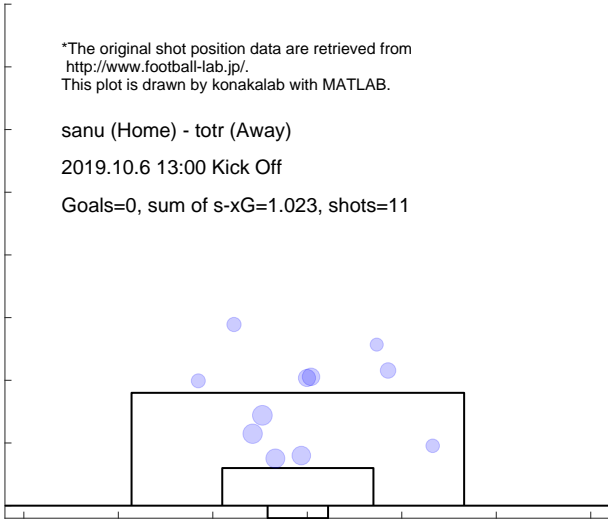 *The original shot position data are retrieved from
http://www.football-lab.jp/.
This plot is drawn by konakalab with MATLAB.
sanu (Home) - totr (Away)
2019.10.6 13:00 Kick Off
Goals=0, sum of s-xG=1.023, shots=11